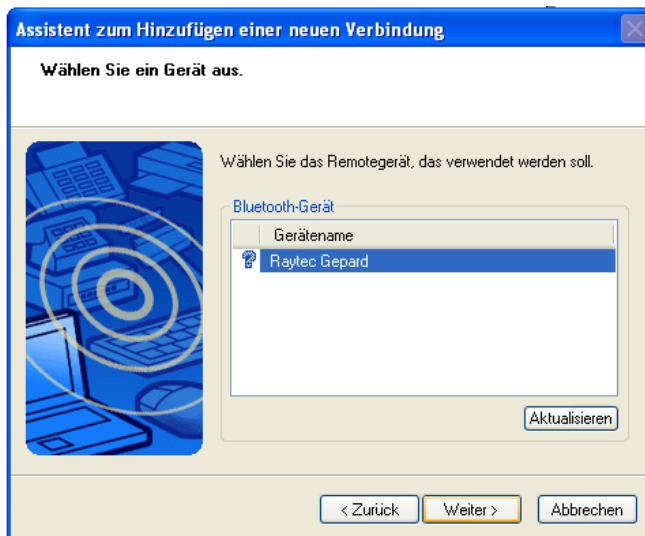 Assistent zum Hinzufügen einer neuen Verbindung
Wählen Sie ein Gerät aus.
Wählen Sie das Remotegerät, das verwendet werden soll.
Bluetooth-Gerät
Gerätename
Raytec Gepard
Aktualisieren
< Zurück
Weiter >
Abbrechen